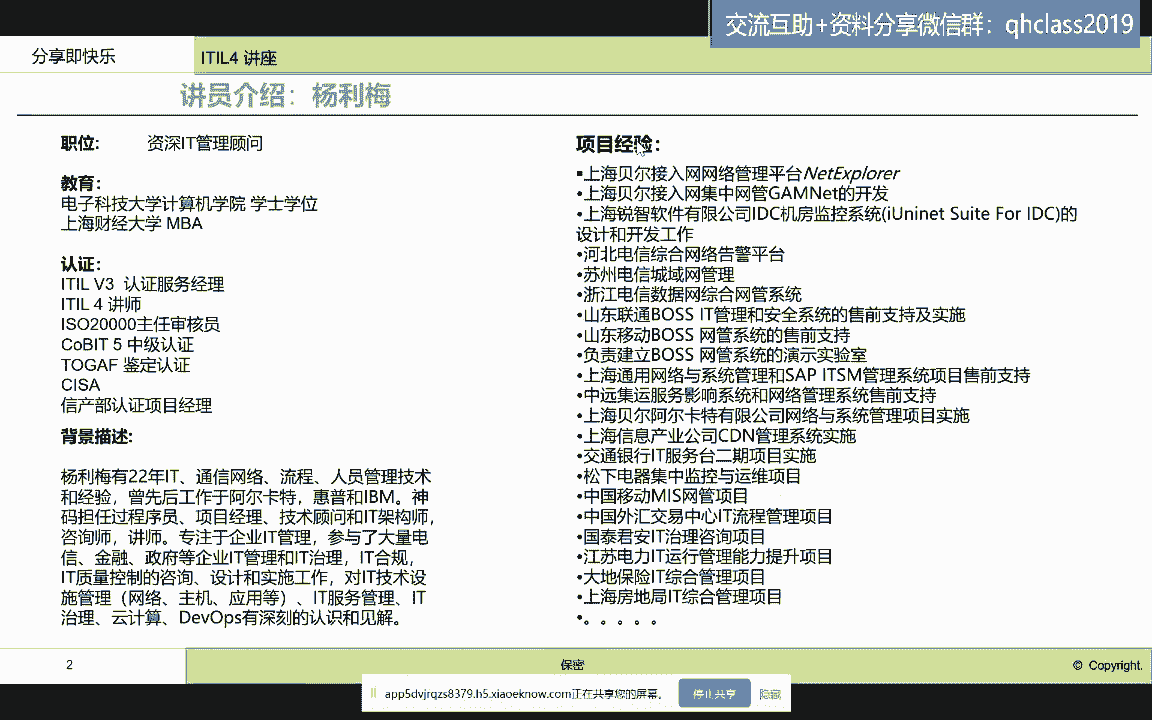 交流互助+资料分享微信群：qhclass2019
分享即快乐
ITIL4 讲座
讲员介绍：杨利梅
职位: 资深IT管理顾问
教育:
电子科技大学计算机学院 学士学位
上海财经大学 MBA
认证:
ITIL V3 认证服务经理
ITIL 4 讲师
ISO20000主任审核员
CoBIT 5 中级认证
TOGAF 鉴定认证
CISA
信产部认证项目经理
背景描述:
杨利梅有22年IT、通信网络、流程、人员管理技术
和经验，曾先后工作于阿尔卡特，惠普和IBM。神
码担任过程序员、项目经理、技术顾问和IT架构师，
咨询师，讲师。专注于企业IT管理，参与了大量电
信、金融、政府等企业IT管理和IT治理，IT合规，
IT质量控制的咨询、设计和实施工作，对IT技术设
施管理（网络、主机、应用等）、IT服务管理、IT
治理、云计算、DevOps有深刻的认识和见解。
项目经验:
▪上海贝尔接入网网络管理平台NetExplorer
•上海贝尔接入网集中网管GAMNet的开发
•上海锐智软件有限公司IDC机房监控系统(iUninet Suite For IDC)的
设计和开发工作
•河北电信综合网络告警平台
•苏州电信城域网管理
•浙江电信数据网综合网管系统
•山东联通BOSS IT管理和安全系统的售前支持及实施
•山东移动BOSS 网管系统的售前支持
•负责建立BOSS 网管系统的演示实验室
•上海通用网络与系统管理和SAP ITSM管理系统项目售前支持
•中远集运服务影响系统和网络管理系统售前支持
•上海贝尔阿尔卡特有限公司网络与系统管理项目实施
•上海信息产业公司CDN管理系统实施
•交通银行IT服务台二期项目实施
•松下电器集中监控与运维项目
•中国移动MIS网管项目
•中国外汇交易中心IT流程管理项目
•国泰君安IT治理咨询项目
•江苏电力IT运行管理能力提升项目
•大地保险IT综合管理项目
•上海房地局IT综合管理项目
•。。。。。
2
保密
© Copyright.
app5dvjrqzs8379.h5.xiaoeknow.com正在共享您的屏幕。
停止共享
隐藏